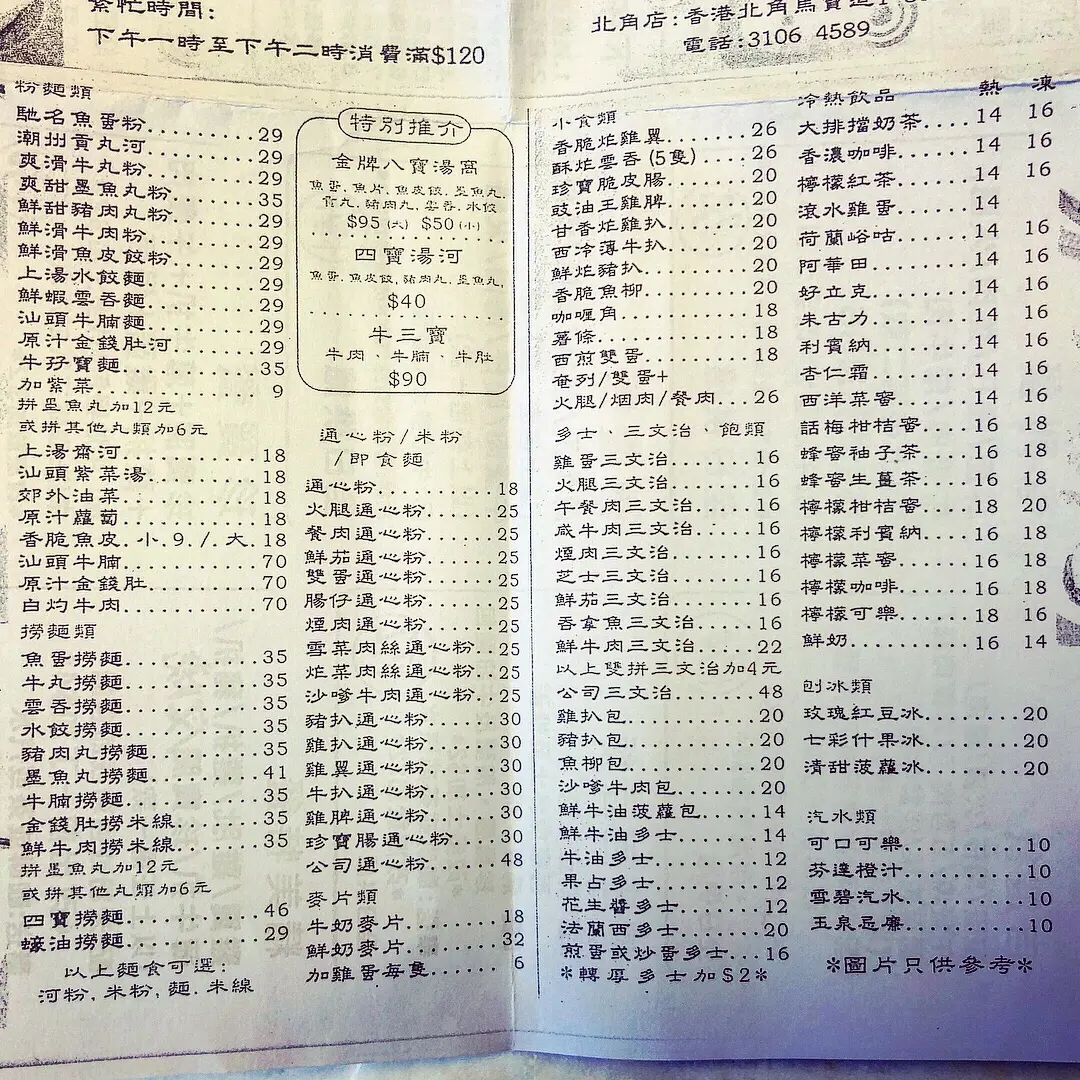 繁忙時間:
下午一時至下午二時消費滿$120
北角店:香港北角馬寶道
電話:3106 4589
粉麵類
馳名魚蛋粉..........29
潮州貢丸河..........29
爽滑牛丸粉..........29
爽甜墨魚丸粉........35
鮮甜豬肉丸粉........29
鮮滑牛肉粉..........29
鮮滑魚皮餃粉........29
上湯水餃麵..........29
鮮蝦雲吞麵..........29
汕頭牛腩麵..........29
原汁金錢肚河........29
牛孖寶麵............35
加紫菜..............9
拼墨魚丸加12元
或拼其他丸類加6元
上湯齋河............18
汕頭紫菜湯..........18
郊外油菜............18
原汁蘿蔔............18
香脆魚皮.小.9./.大.18
汕頭牛腩............70
原汁金錢肚..........70
白灼牛肉............70
撈麵類
魚蛋撈麵............35
牛丸撈麵............35
雲吞撈麵............35
水餃撈麵............35
豬肉丸撈麵..........35
墨魚丸撈麵..........41
牛腩撈麵............35
金錢肚撈米線........35
鮮牛肉撈米線........35
拼墨魚丸加12元
或拼其他丸類加6元
四寶撈麵............46
蠔油撈麵............29
以上麵食可選:
河粉,米粉,麵,米線
特別推介
金牌八寶湯窩
魚蛋,魚片,魚皮餃,墨魚丸,
貢丸,豬肉丸,雲吞,水餃
$95(大) $50(小)
四寶湯河
魚蛋,魚皮餃,豬肉丸,墨魚丸,
$40
牛三寶
牛肉、牛腩、牛肚
$90
通心粉/米粉
/即食麵
通心粉..........18
火腿通心粉......25
餐肉通心粉......25
鮮茄通心粉......25
雙蛋通心粉......25
腸仔通心粉......25
煙肉通心粉......25
雪菜肉絲通心粉..25
炸菜肉絲通心粉..25
沙嗲牛肉通心粉..25
豬扒通心粉......30
雞扒通心粉......30
雞翼通心粉......30
牛扒通心粉......30
雞脾通心粉......30
珍寶腸通心粉....30
公司通心粉......48
麥片類
牛奶麥片........18
鮮奶麥片........32
加雞蛋每隻......6
小食類
香脆炸雞翼......26
酥炸雲吞(5隻)...26
珍寶脆皮腸......20
豉油王雞脾......20
甘香炸雞扒......20
西冷薄牛扒......20
鮮炸豬扒........20
香脆魚柳........20
咖喱角..........18
薯條............18
西煎雙蛋........18
奄列/雙蛋+
火腿/烟肉/餐肉...26
多士、三文治、飽類
雞蛋三文治......16
火腿三文治......16
午餐肉三文治....16
咸牛肉三文治....16
煙肉三文治......16
芝士三文治......16
鮮茄三文治......16
吞拿魚三文治....16
鮮牛肉三文治....22
以上雙拼三文治加4元
公司三文治......48
雞扒包..........20
豬扒包..........20
魚柳包..........20
沙嗲牛肉包......20
鮮牛油菠蘿包....14
鮮牛油多士......14
牛油多士........12
果占多士........12
花生醬多士......12
法蘭西多士......20
煎蛋或炒蛋多士...16
*轉厚多士加$2*
冷熱飲品 熱 凍
大排擋奶茶....14 16
香濃咖啡......14 16
檸檬紅茶......14 16
滾水雞蛋......14
荷蘭峪咕......14 16
阿華田........14 16
好立克........14 16
朱古力........14 16
利賓納........14 16
杏仁霜........14 16
西洋菜蜜......14 16
話梅柑桔蜜....16 18
蜂蜜柚子茶....16 18
蜂蜜生薑茶....16 18
檸檬柑桔蜜....18 20
檸檬利賓納....16 18
檸檬菜蜜......16 18
檸檬咖啡......16 18
檸檬可樂......18 16
鮮奶..........16 14
刨冰類
玫瑰紅豆冰........20
七彩什果冰........20
清甜菠蘿冰........20
汽水類
可口可樂..........10
芬達橙汁..........10
雪碧汽水..........10
玉泉忌廉..........10
*圖片只供參考*